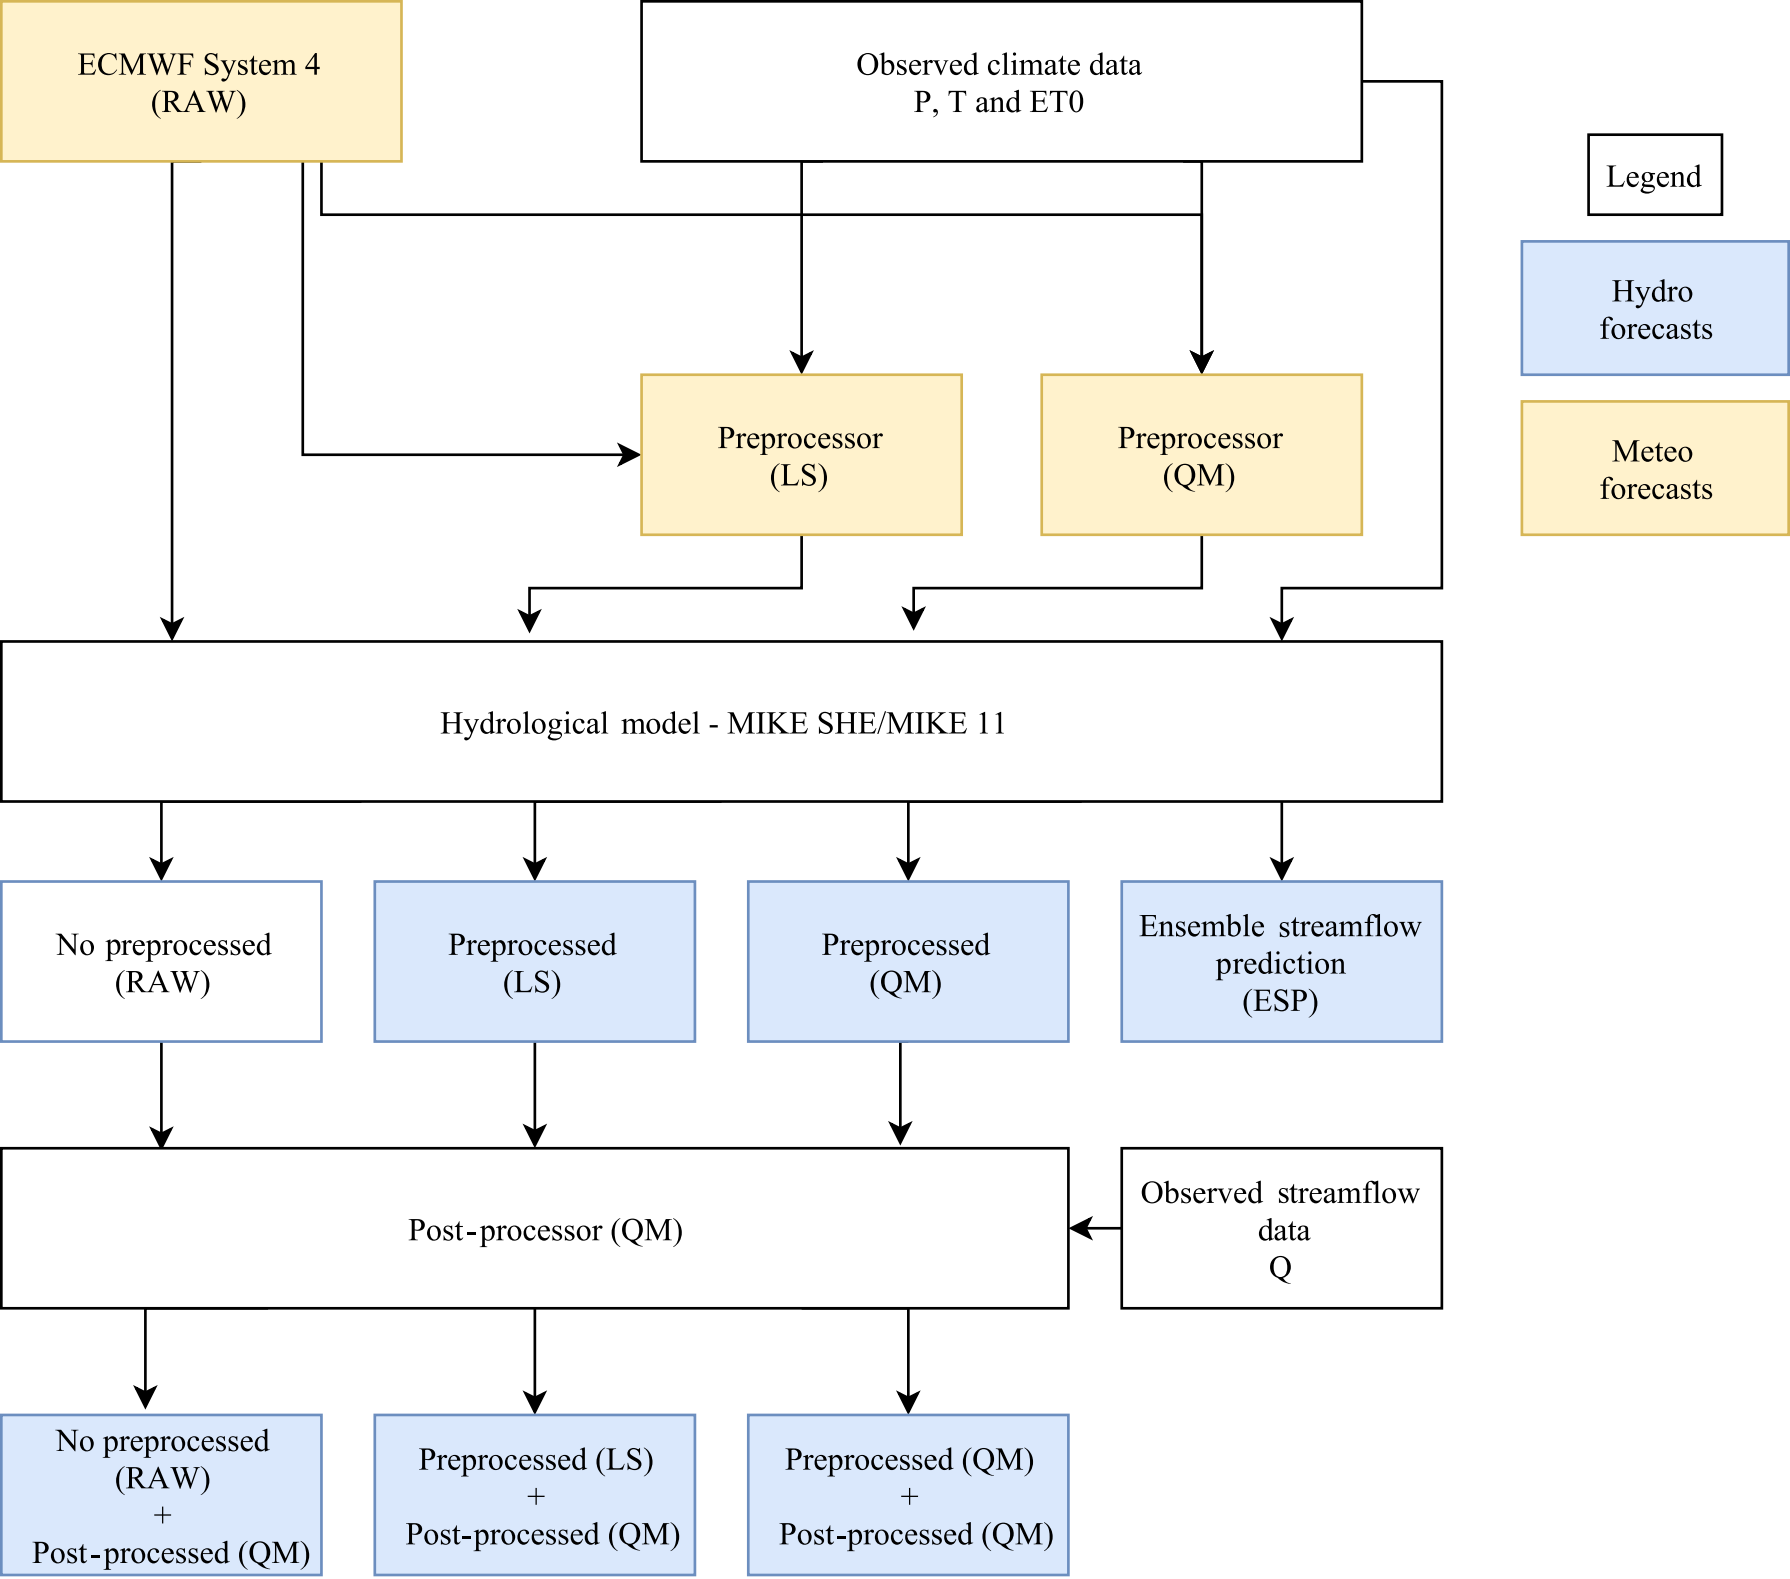 ECMWF System 4
(RAW)
Observed climate data
P, T and ET0
Legend
Hydro
forecasts
Meteo
forecasts
Preprocessor
(LS)
Preprocessor
(QM)
Hydrological model - MIKE SHE/MIKE 11
No preprocessed
(RAW)
Preprocessed
(LS)
Preprocessed
(QM)
Ensemble streamflow
prediction
(ESP)
Post-processor (QM)
Observed streamflow
data
Q
No preprocessed
(RAW)
+
Post-processed (QM)
Preprocessed (LS)
+
Post-processed (QM)
Preprocessed (QM)
+
Post-processed (QM)